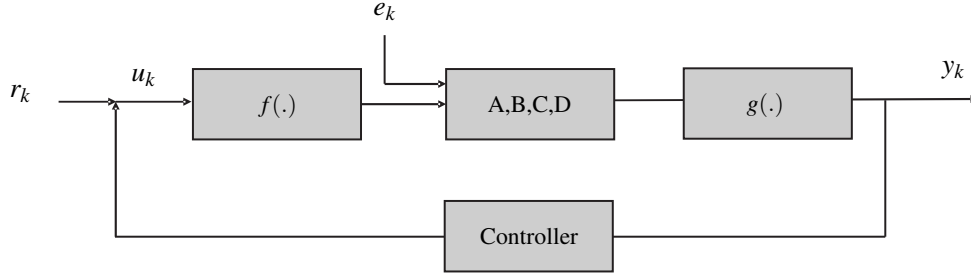 e_k
r_k
u_k
f(.)
A,B,C,D
g(.)
y_k
Controller